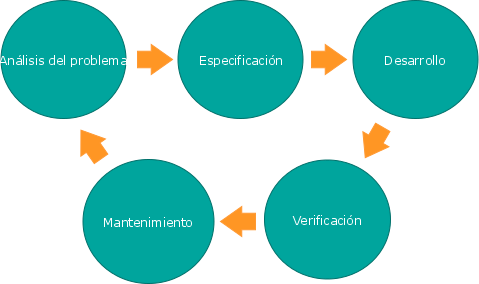 Análisis del problema
Especificación
Desarrollo
Verificación
Mantenimiento